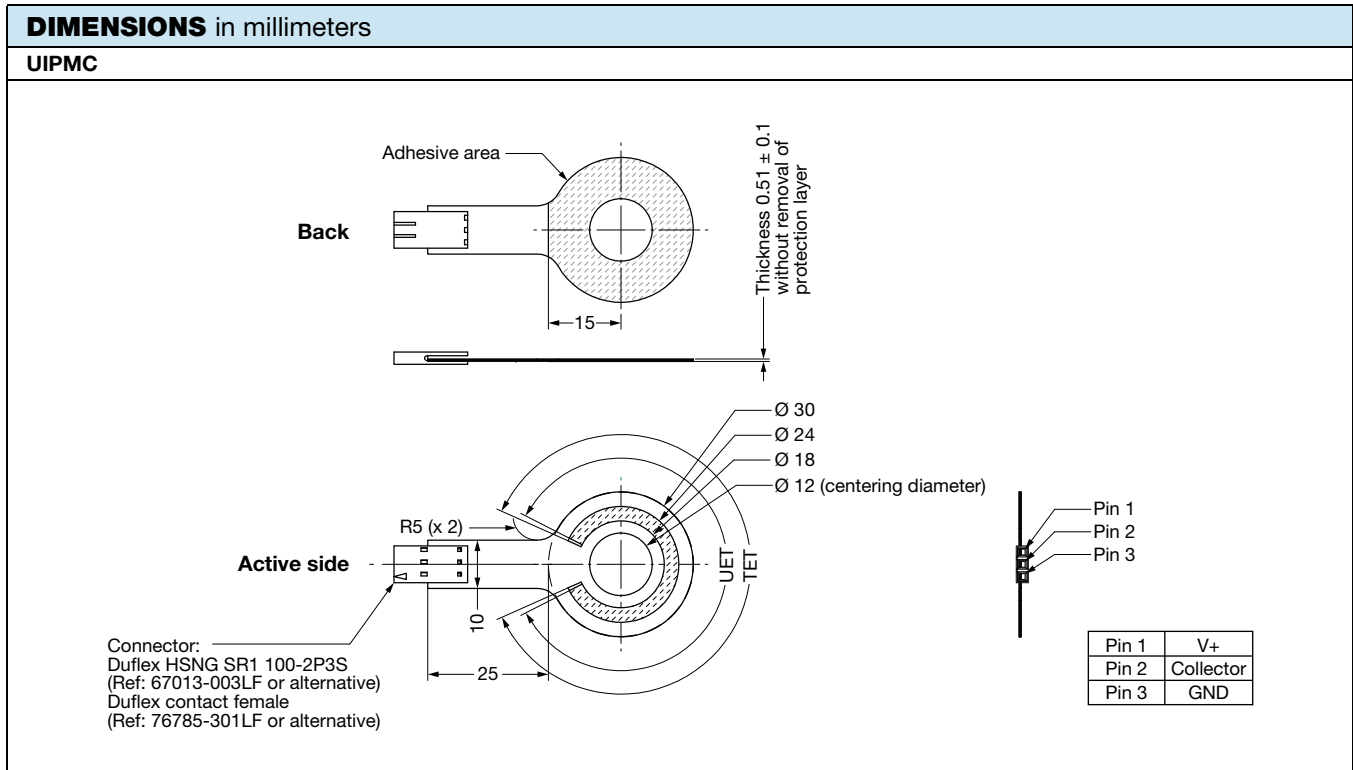 DIMENSIONS in millimeters
UIPMC
Adhesive area
Back
Thickness 0.51 ± 0.1
without removal of
protection layer
15
Ø 30
Ø 24
Ø 18
Ø 12 (centering diameter)
R5 (x 2)
Active side
UET
TET
10
25
Connector:
Duflex HSNG SR1 100-2P3S
(Ref: 67013-003LF or alternative)
Duflex contact female
(Ref: 76785-301LF or alternative)
Pin 1
Pin 2
Pin 3
Pin 1 V+
Pin 2 Collector
Pin 3 GND